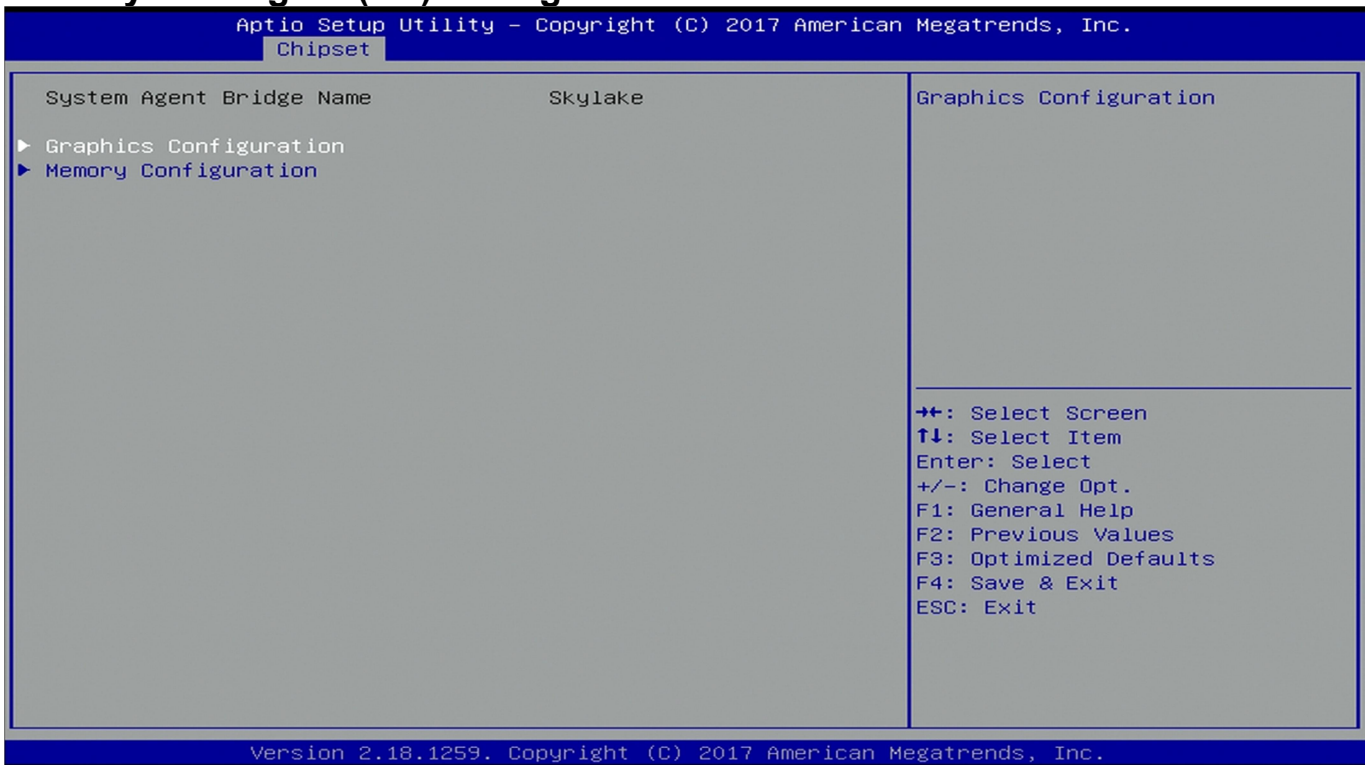 Aptio Setup Utility – Copyright (C) 2017 American Megatrends, Inc.
Chipset
System Agent Bridge Name Skylake
► Graphics Configuration
► Memory Configuration
Graphics Configuration
→←: Select Screen
↑↓: Select Item
Enter: Select
+/-: Change Opt.
F1: General Help
F2: Previous Values
F3: Optimized Defaults
F4: Save & Exit
ESC: Exit
Version 2.18.1259. Copyright (C) 2017 American Megatrends, Inc.